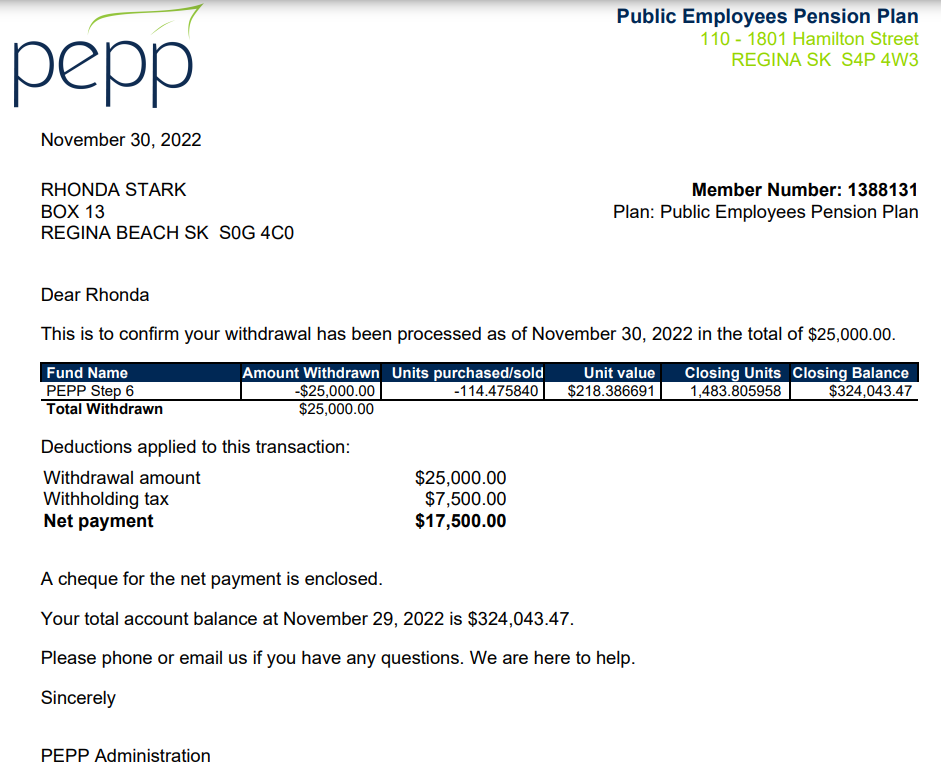 pepp
Public Employees Pension Plan
110 - 1801 Hamilton Street
REGINA SK S4P 4W3
November 30, 2022
RHONDA STARK
BOX 13
REGINA BEACH SK S0G 4C0
Member Number: 1388131
Plan: Public Employees Pension Plan
Dear Rhonda
This is to confirm your withdrawal has been processed as of November 30, 2022 in the total of $25,000.00.
Fund Name Amount Withdrawn Units purchased/sold Unit value Closing Units Closing Balance
PEPP Step 6 -$25,000.00 -114.475840 $218.386691 1,483.805958 $324,043.47
Total Withdrawn $25,000.00
Deductions applied to this transaction:
Withdrawal amount $25,000.00
Withholding tax $7,500.00
Net payment $17,500.00
A cheque for the net payment is enclosed.
Your total account balance at November 29, 2022 is $324,043.47.
Please phone or email us if you have any questions. We are here to help.
Sincerely
PEPP Administration